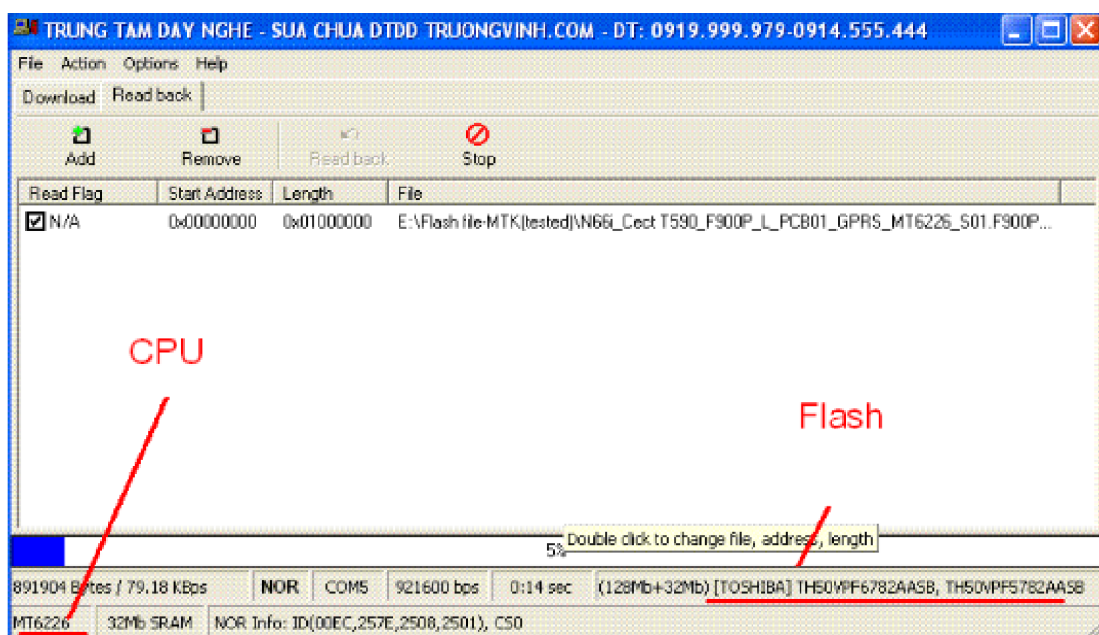 TRUNG TAM DAY NGHE - SUA CHUA DTDD TRUONGVINH.COM - DT: 0919.999.979-0914.555.444
File Action Options Help
Download Read back
Add Remove Read back Stop
Read Flag Start Address Length File
N/A 0x00000000 0x01000000 E:\Flash file-MTK(tested)\N66i_Cect T590_F900P_L_PCB01_GPRS_MT6226_S01.F900P...
CPU
Flash
Double click to change file, address, length
5%
891904 Bytes / 79.18 KBps NOR COM5 921600 bps 0:14 sec (128Mb+32Mb) [TOSHIBA] TH50VPF6782AASB, TH50VPF5782AASB
MT6226 32Mb SRAM NOR Info: ID(00EC,257E,2508,2501), CS0